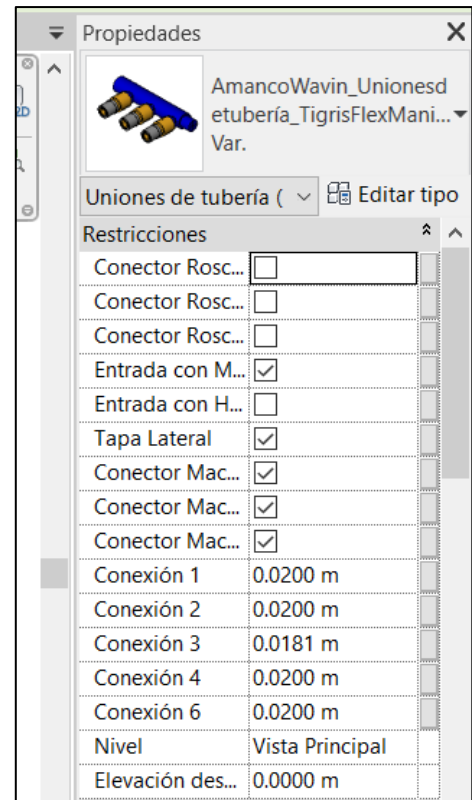 Propiedades
AmancoWavin_Unionesd
etubería_TigrisFlexMani...
Var.
Uniones de tubería (
Editar tipo
Restricciones
Conector Rosc...
Conector Rosc...
Conector Rosc...
Entrada con M...
Entrada con H...
Tapa Lateral
Conector Mac...
Conector Mac...
Conector Mac...
Conexión 1 0.0200 m
Conexión 2 0.0200 m
Conexión 3 0.0181 m
Conexión 4 0.0200 m
Conexión 6 0.0200 m
Nivel Vista Principal
Elevación des... 0.0000 m